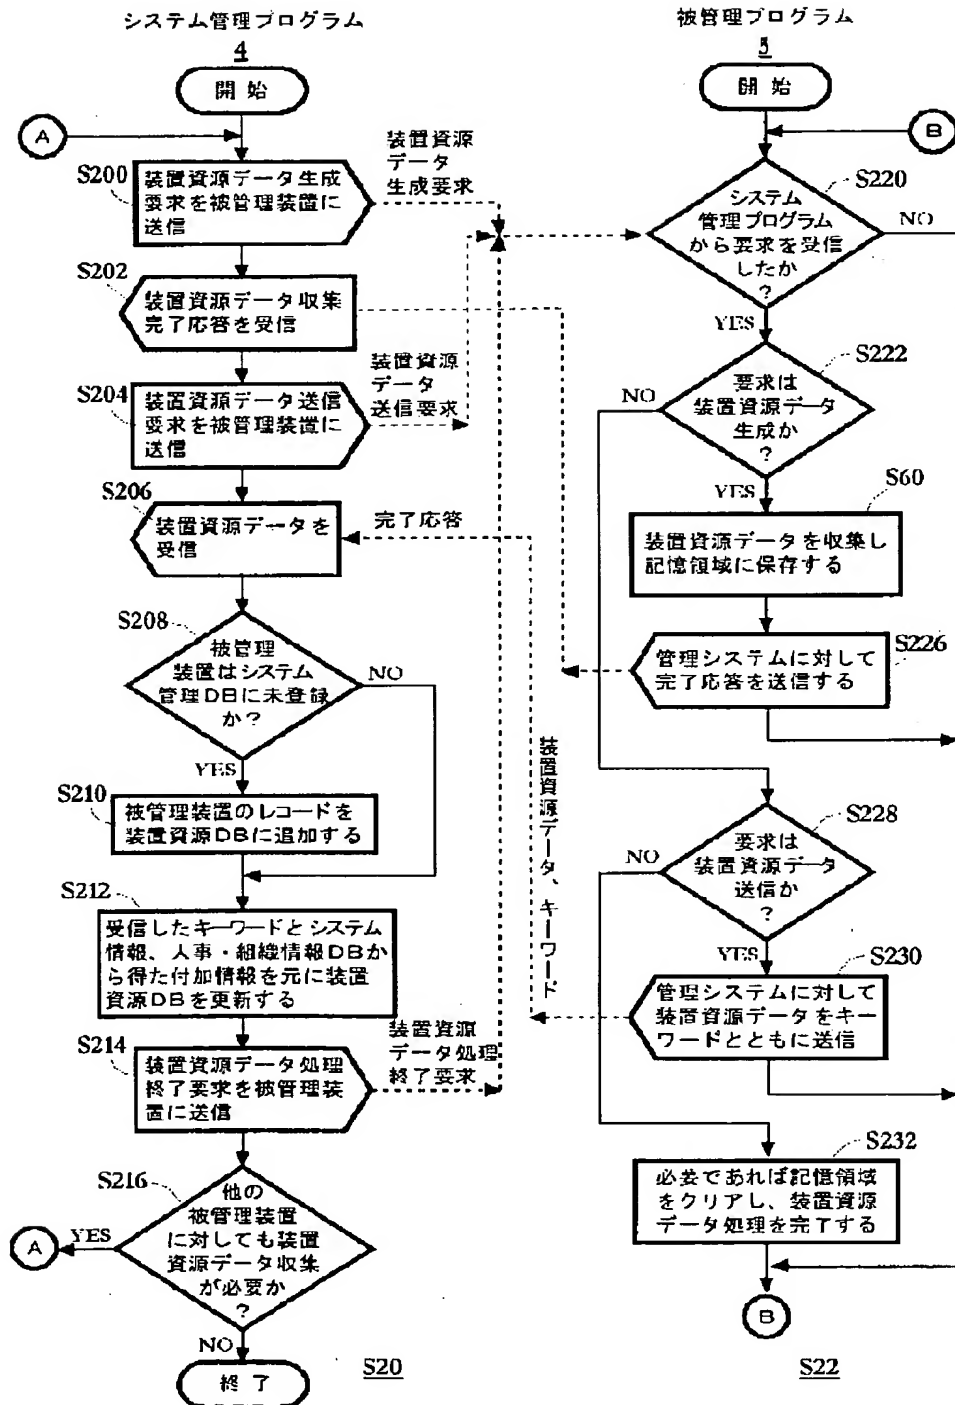 システム管理プログラム
4
開始
A
S200
装置資源データ生成
要求を被管理装置に
送信
装置資源
データ
生成要求
S202
装置資源データ収集
完了応答を受信
S204
装置資源データ送信
要求を被管理装置に
送信
装置資源
データ
送信要求
S206
装置資源データを
受信
完了応答
S208
被管理
装置はシステム
管理DBに未登録
か?
NO
YES
S210
被管理装置のレコードを
装置資源DBに追加する
S212
受信したキーワードとシステム
情報、人事・組織情報DBか
ら得た付加情報を元に装置
資源DBを更新する
S214
装置資源データ処理
終了要求を被管理装
置に送信
装置資源
データ処理
終了要求
S216
他の
被管理装置
に対しても装置
資源データ収集
が必要か
?
YES
A
NO
終了
S20
装置資源データ、キーワード
被管理プログラム
5
開始
B
S220
システム
管理プログラム
から要求を受信
したか
?
NO
YES
S222
要求は
装置資源データ
生成か
?
NO
YES
S60
装置資源データを収集し
記憶領域に保存する
S226
管理システムに対して
完了応答を送信する
S228
要求は
装置資源データ
送信か
?
NO
YES
S230
管理システムに対して
装置資源データをキー
ワードとともに送信
S232
必要であれば記憶領域
をクリアし、装置資源
データ処理を完了する
B
S22